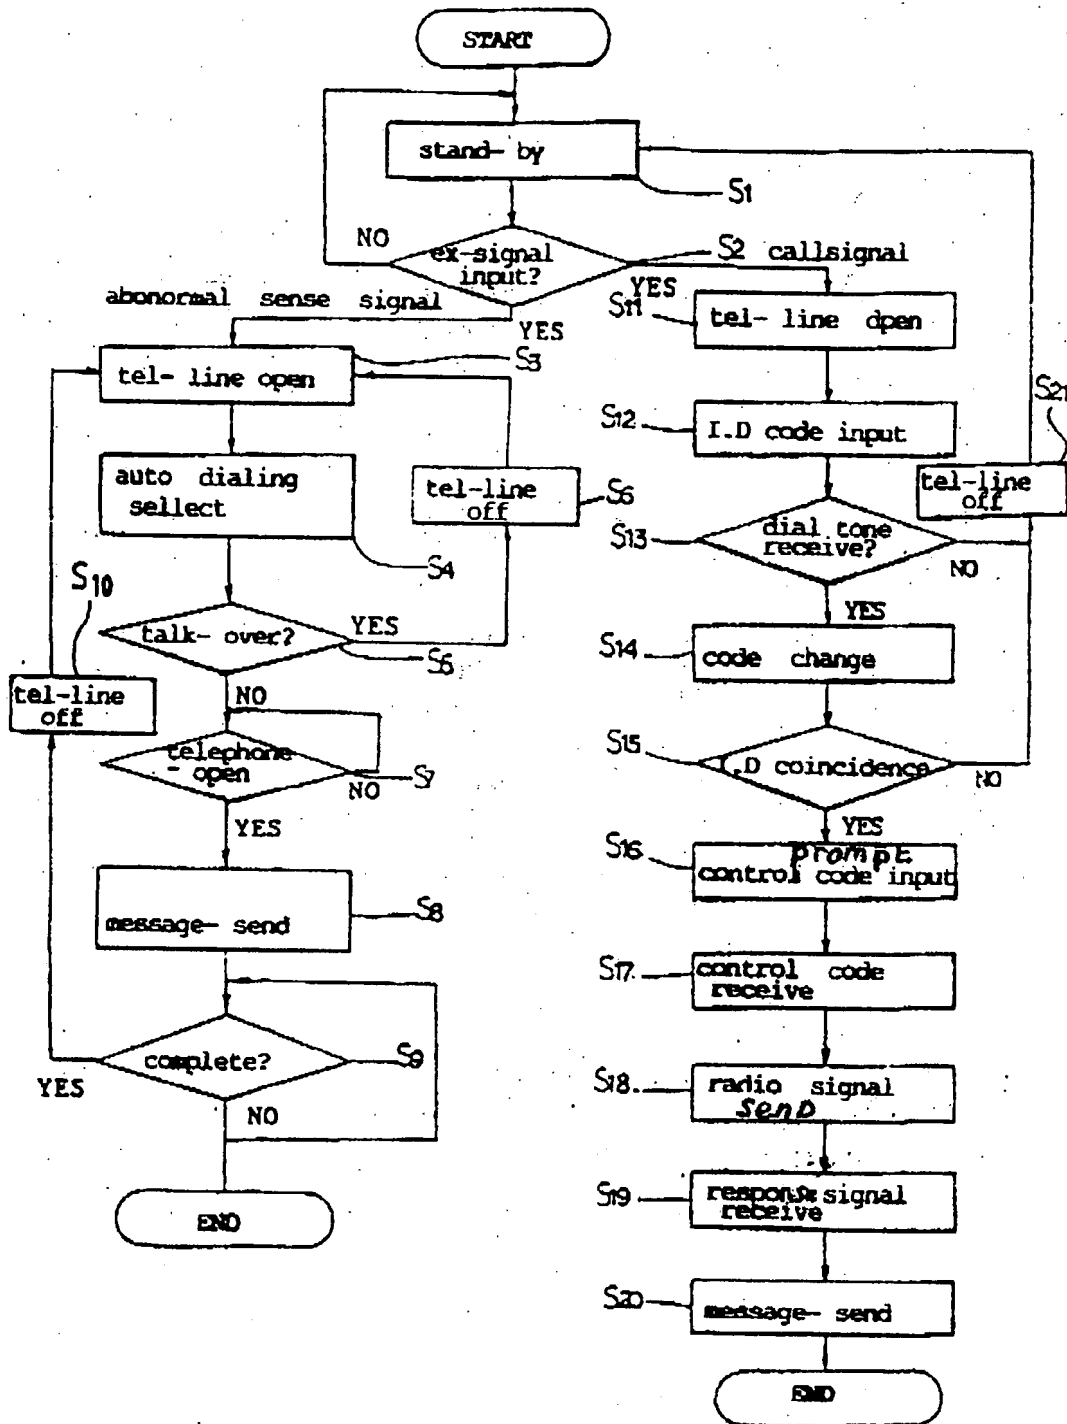 START
stand- by
S1
NO
ex-signal
input?
S2 callsignal
YES
abonormal sense signal
YES
S11
tel- line dpen
S3
tel- line open
S12
I.D code input
S21
tel-line
off
auto dialing
sellect
S4
tel-line
off
S6
S13
dial tone
receive?
NO
YES
S10
talk- over?
YES
S5
NO
S14
code change
tel-line
off
telephone
- open
S7
NO
YES
S15
I.D coincidence
NO
YES
S16
prompt
control code input
message- send
S8
S17
control code
receive
complete?
S9
YES
NO
S18
radio signal
send
S19
response signal
receive
END
S20
message- send
END